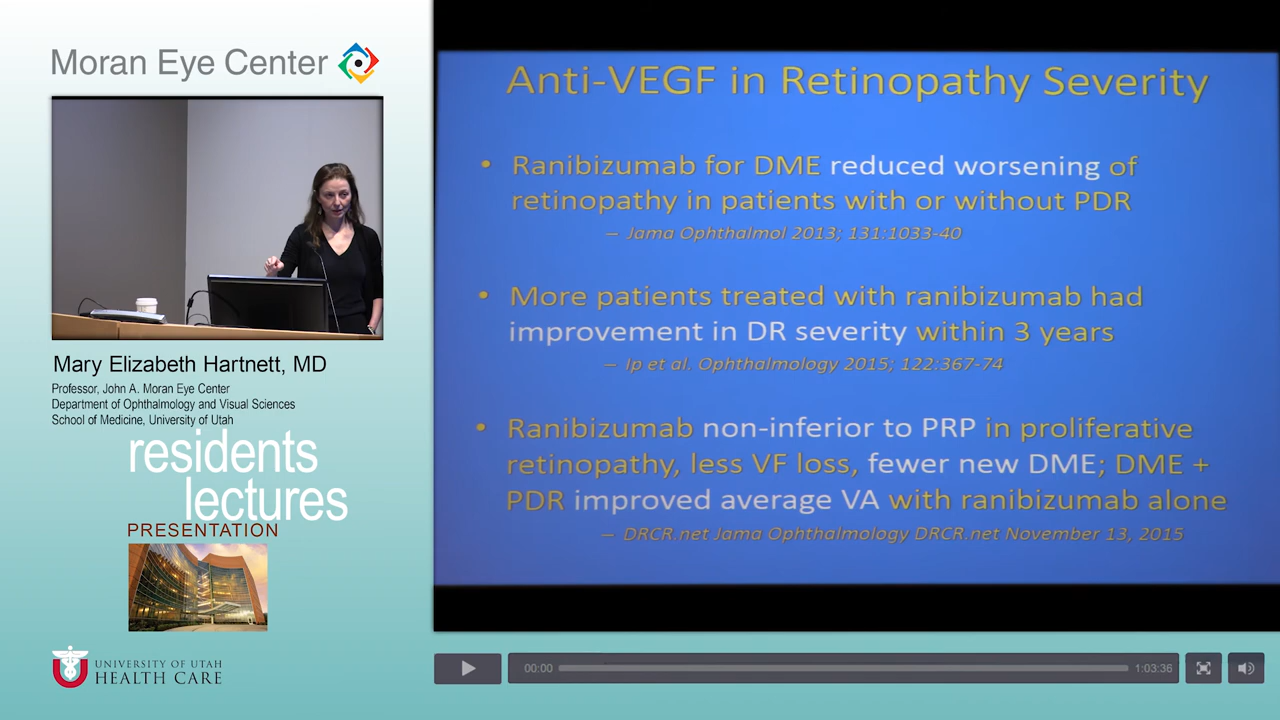 Moran Eye Center
Mary Elizabeth Hartnett, MD
Professor, John A. Moran Eye Center
Department of Ophthalmology and Visual Sciences
School of Medicine, University of Utah
residents
lectures
PRESENTATION
UNIVERSITY OF UTAH
HEALTH CARE
Anti-VEGF in Retinopathy Severity
• Ranibizumab for DME reduced worsening of
retinopathy in patients with or without PDR
– Jama Ophthalmol 2013; 131:1033-40
• More patients treated with ranibizumab had
improvement in DR severity within 3 years
– Ip et al. Ophthalmology 2015; 122:367-74
• Ranibizumab non-inferior to PRP in proliferative
retinopathy, less VF loss, fewer new DME; DME +
PDR improved average VA with ranibizumab alone
– DRCR.net Jama Ophthalmology DRCR.net November 13, 2015
00:00
1:03:36